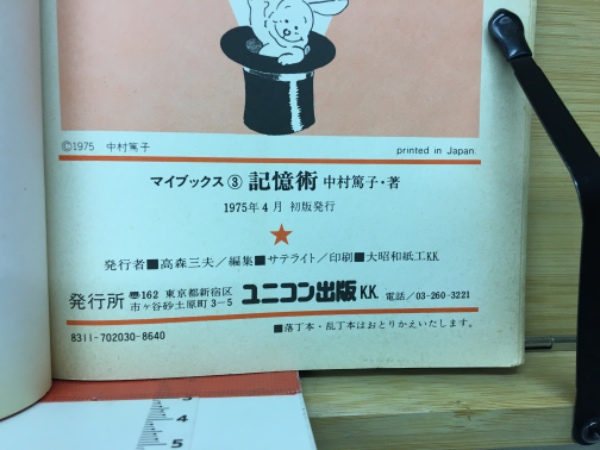 ©1975 中村篤子
printed in Japan.
マイブックス③ 記憶術 中村篤子・著
1975年4月 初版発行
発行者■高森三夫/編集■サテライト/印刷■大昭和紙工KK
発行所 〠162 東京都新宿区市ヶ谷砂土原町3-5 ユニコン出版K.K. 電話/03-260-3221
■落丁本・乱丁本はおとりかえいたします。
8311-702030-8640
3
4
5